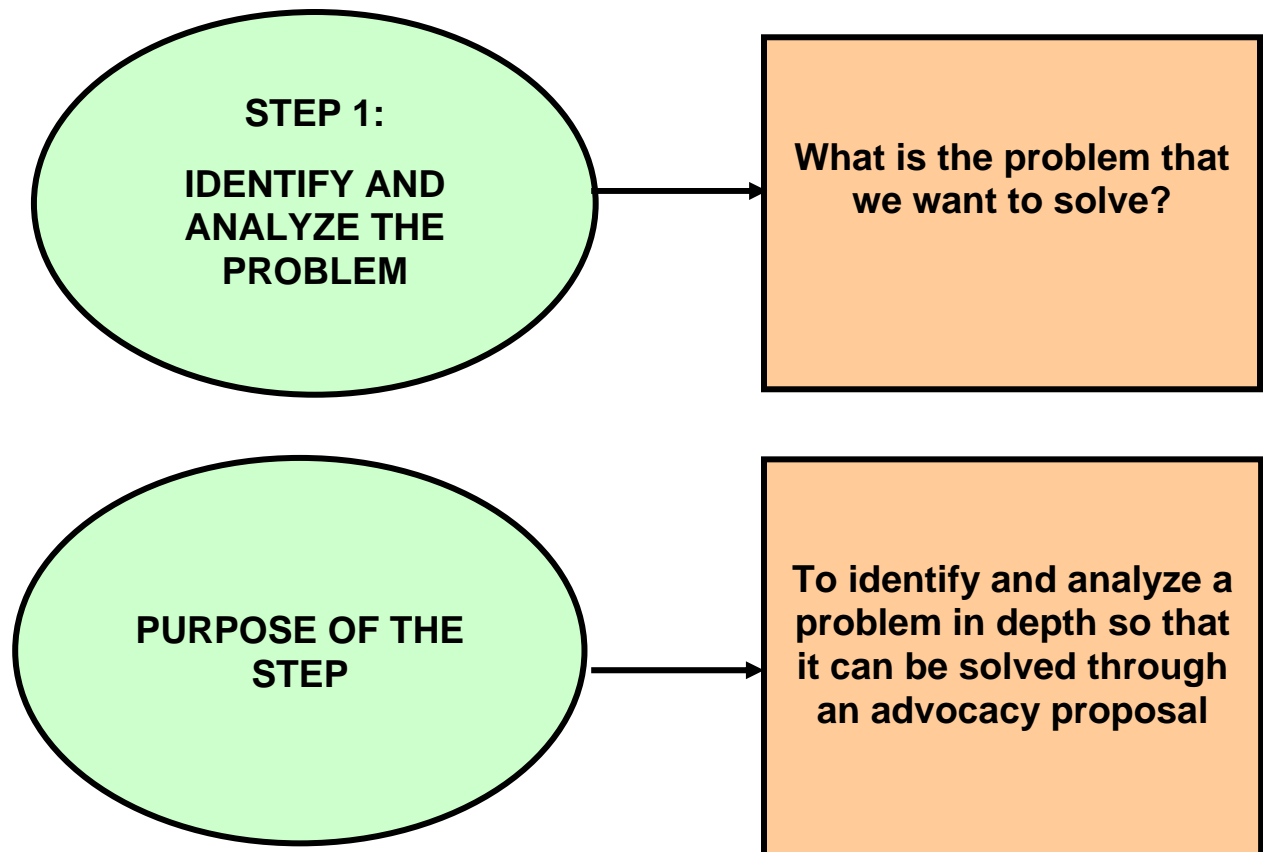 STEP 1:
IDENTIFY AND
ANALYZE THE
PROBLEM
What is the problem that
we want to solve?
PURPOSE OF THE
STEP
To identify and analyze a
problem in depth so that
it can be solved through
an advocacy proposal